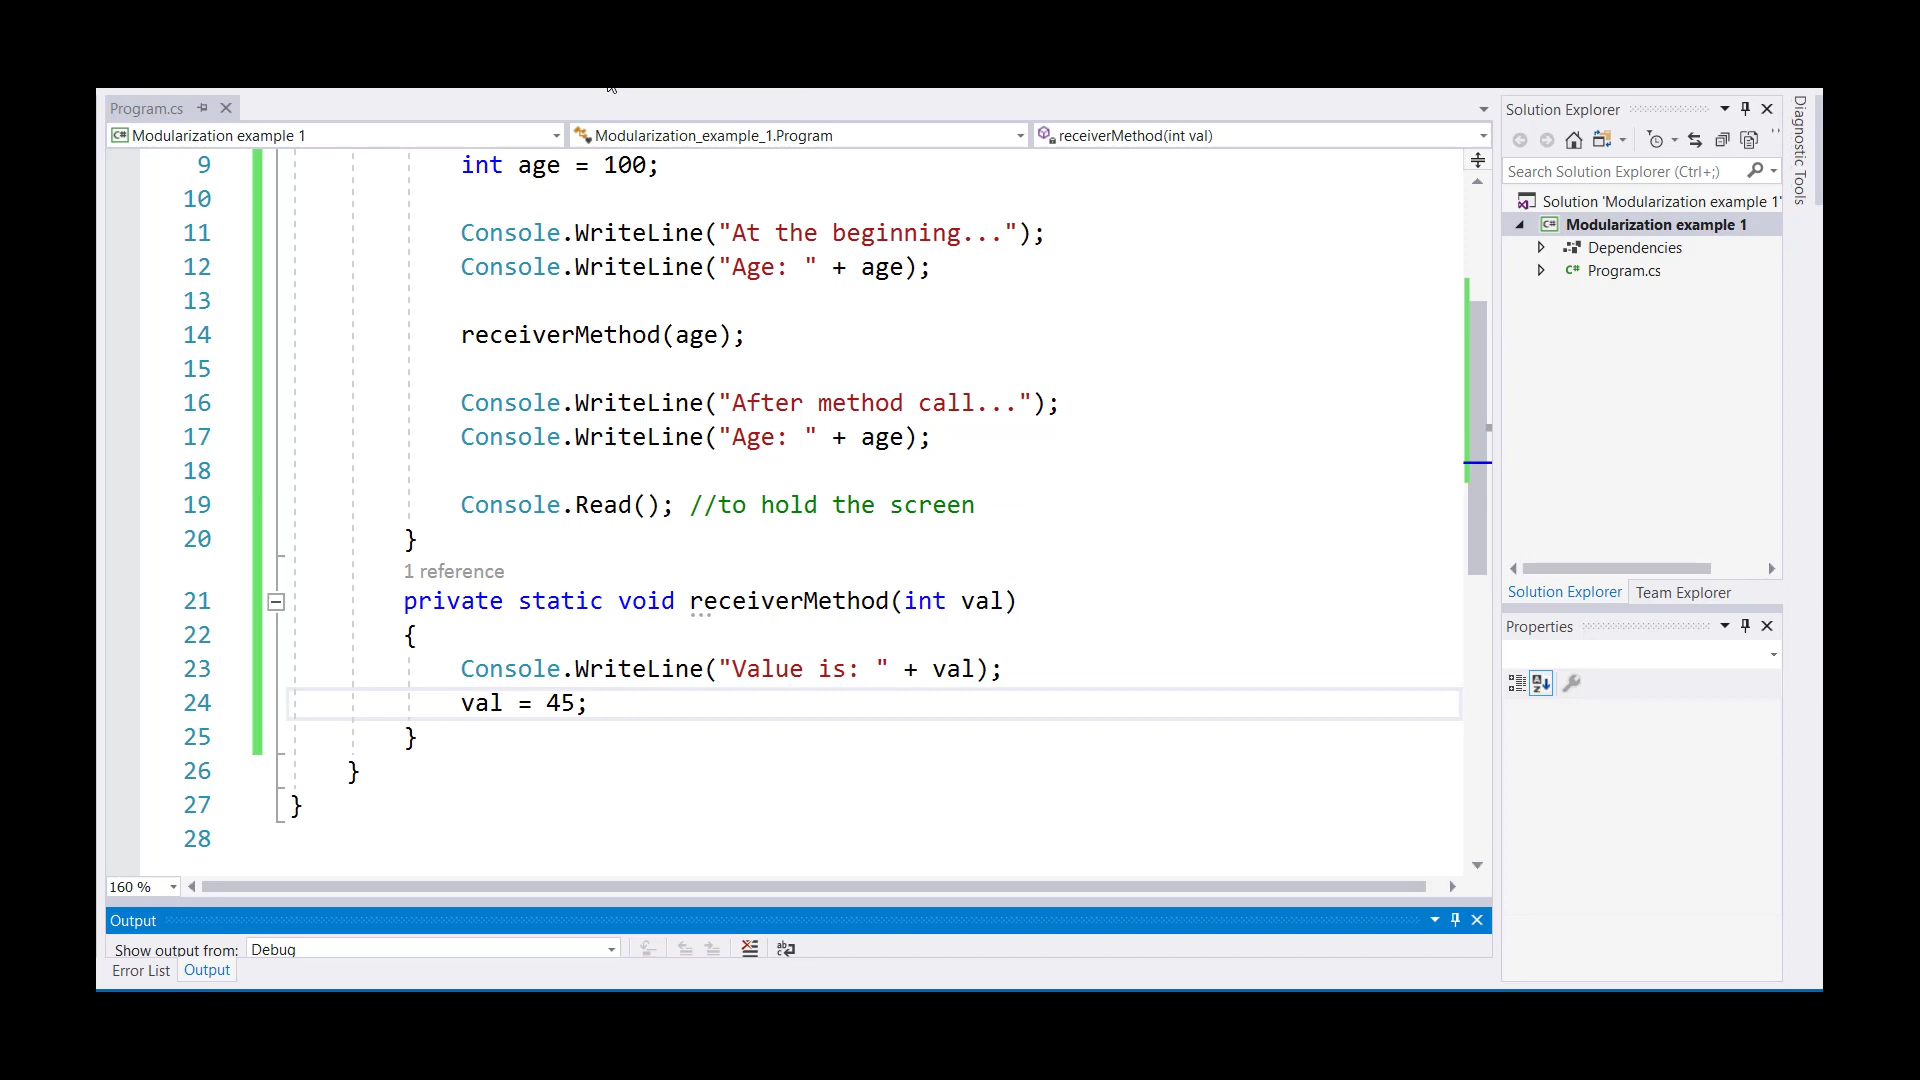 Program.cs
Modularization example 1
Modularization_example_1.Program
receiverMethod(int val)
9 int age = 100;
10
11 Console.WriteLine("At the beginning...");
12 Console.WriteLine("Age: " + age);
13
14 receiverMethod(age);
15
16 Console.WriteLine("After method call...");
17 Console.WriteLine("Age: " + age);
18
19 Console.Read(); //to hold the screen
20 }
1 reference
21 private static void receiverMethod(int val)
22 {
23 Console.WriteLine("Value is: " + val);
24 val = 45;
25 }
26 }
27 }
28
160 %
Output
Show output from: Debug
Error List Output
Solution Explorer
Search Solution Explorer (Ctrl+;)
Solution 'Modularization example 1'
Modularization example 1
Dependencies
Program.cs
Solution Explorer Team Explorer
Properties
Diagnostic Tools